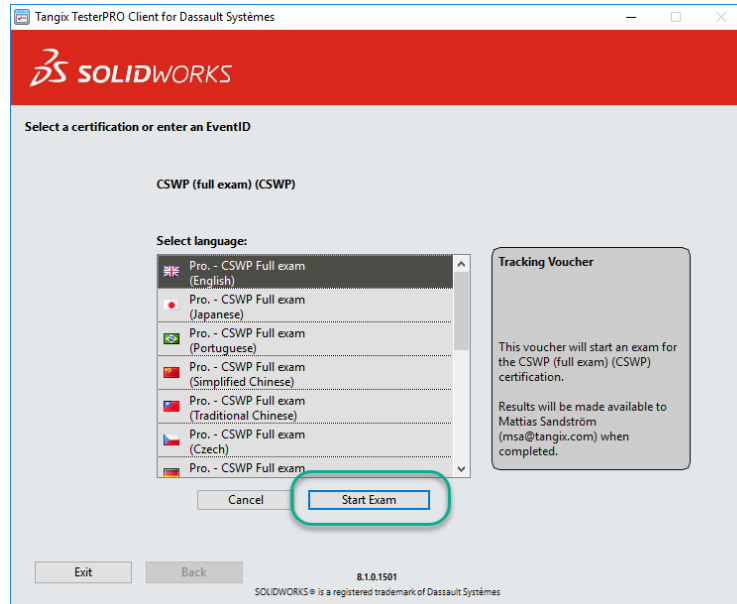 Tangix TesterPRO Client for Dassault Systèmes
3S SOLIDWORKS
Select a certification or enter an EventID
CSWP (full exam) (CSWP)
Select language:
Pro. - CSWP Full exam
(English)
Pro. - CSWP Full exam
(Japanese)
Pro. - CSWP Full exam
(Portuguese)
Pro. - CSWP Full exam
(Simplified Chinese)
Pro. - CSWP Full exam
(Traditional Chinese)
Pro. - CSWP Full exam
(Czech)
Pro. - CSWP Full exam
Tracking Voucher
This voucher will start an exam for
the CSWP (full exam) (CSWP)
certification.
Results will be made available to
Mattias Sandström
(msa@tangix.com) when
completed.
Cancel
Start Exam
Exit
Back
8.1.0.1501
SOLIDWORKS® is a registered trademark of Dassault Systèmes